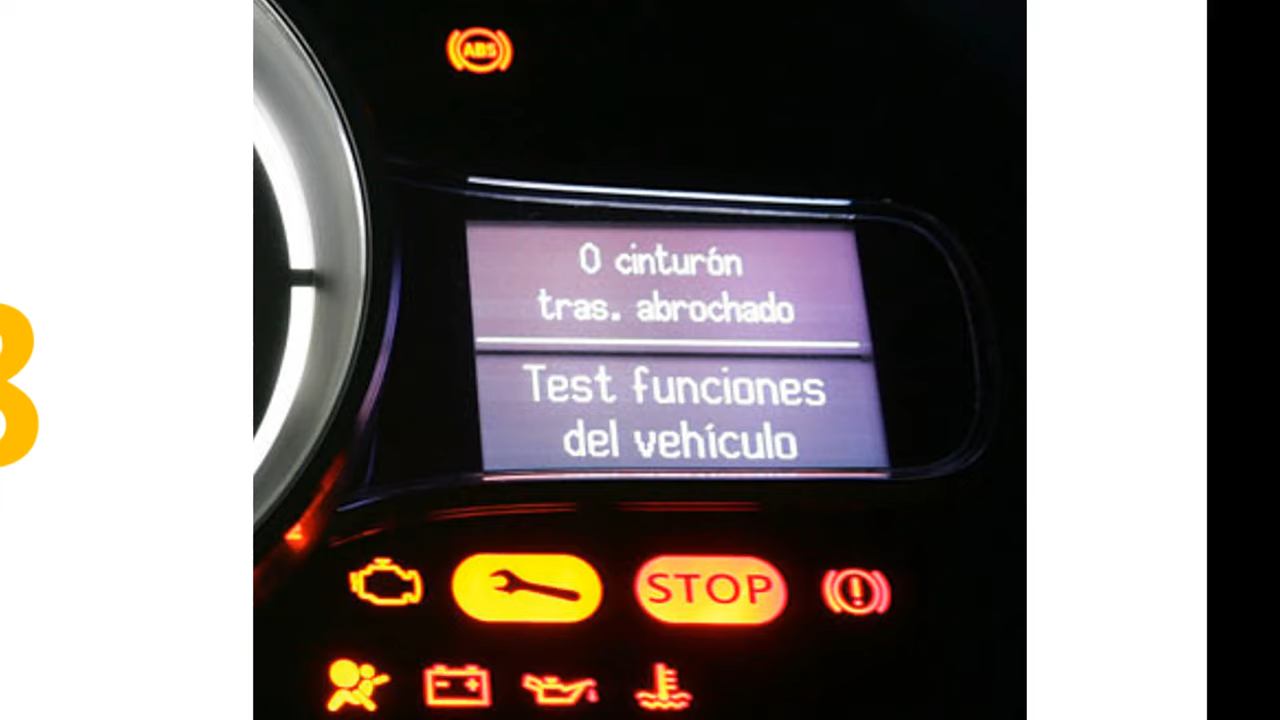 ABS
0 cinturón
tras. abrochado
Test funciones
del vehículo
STOP